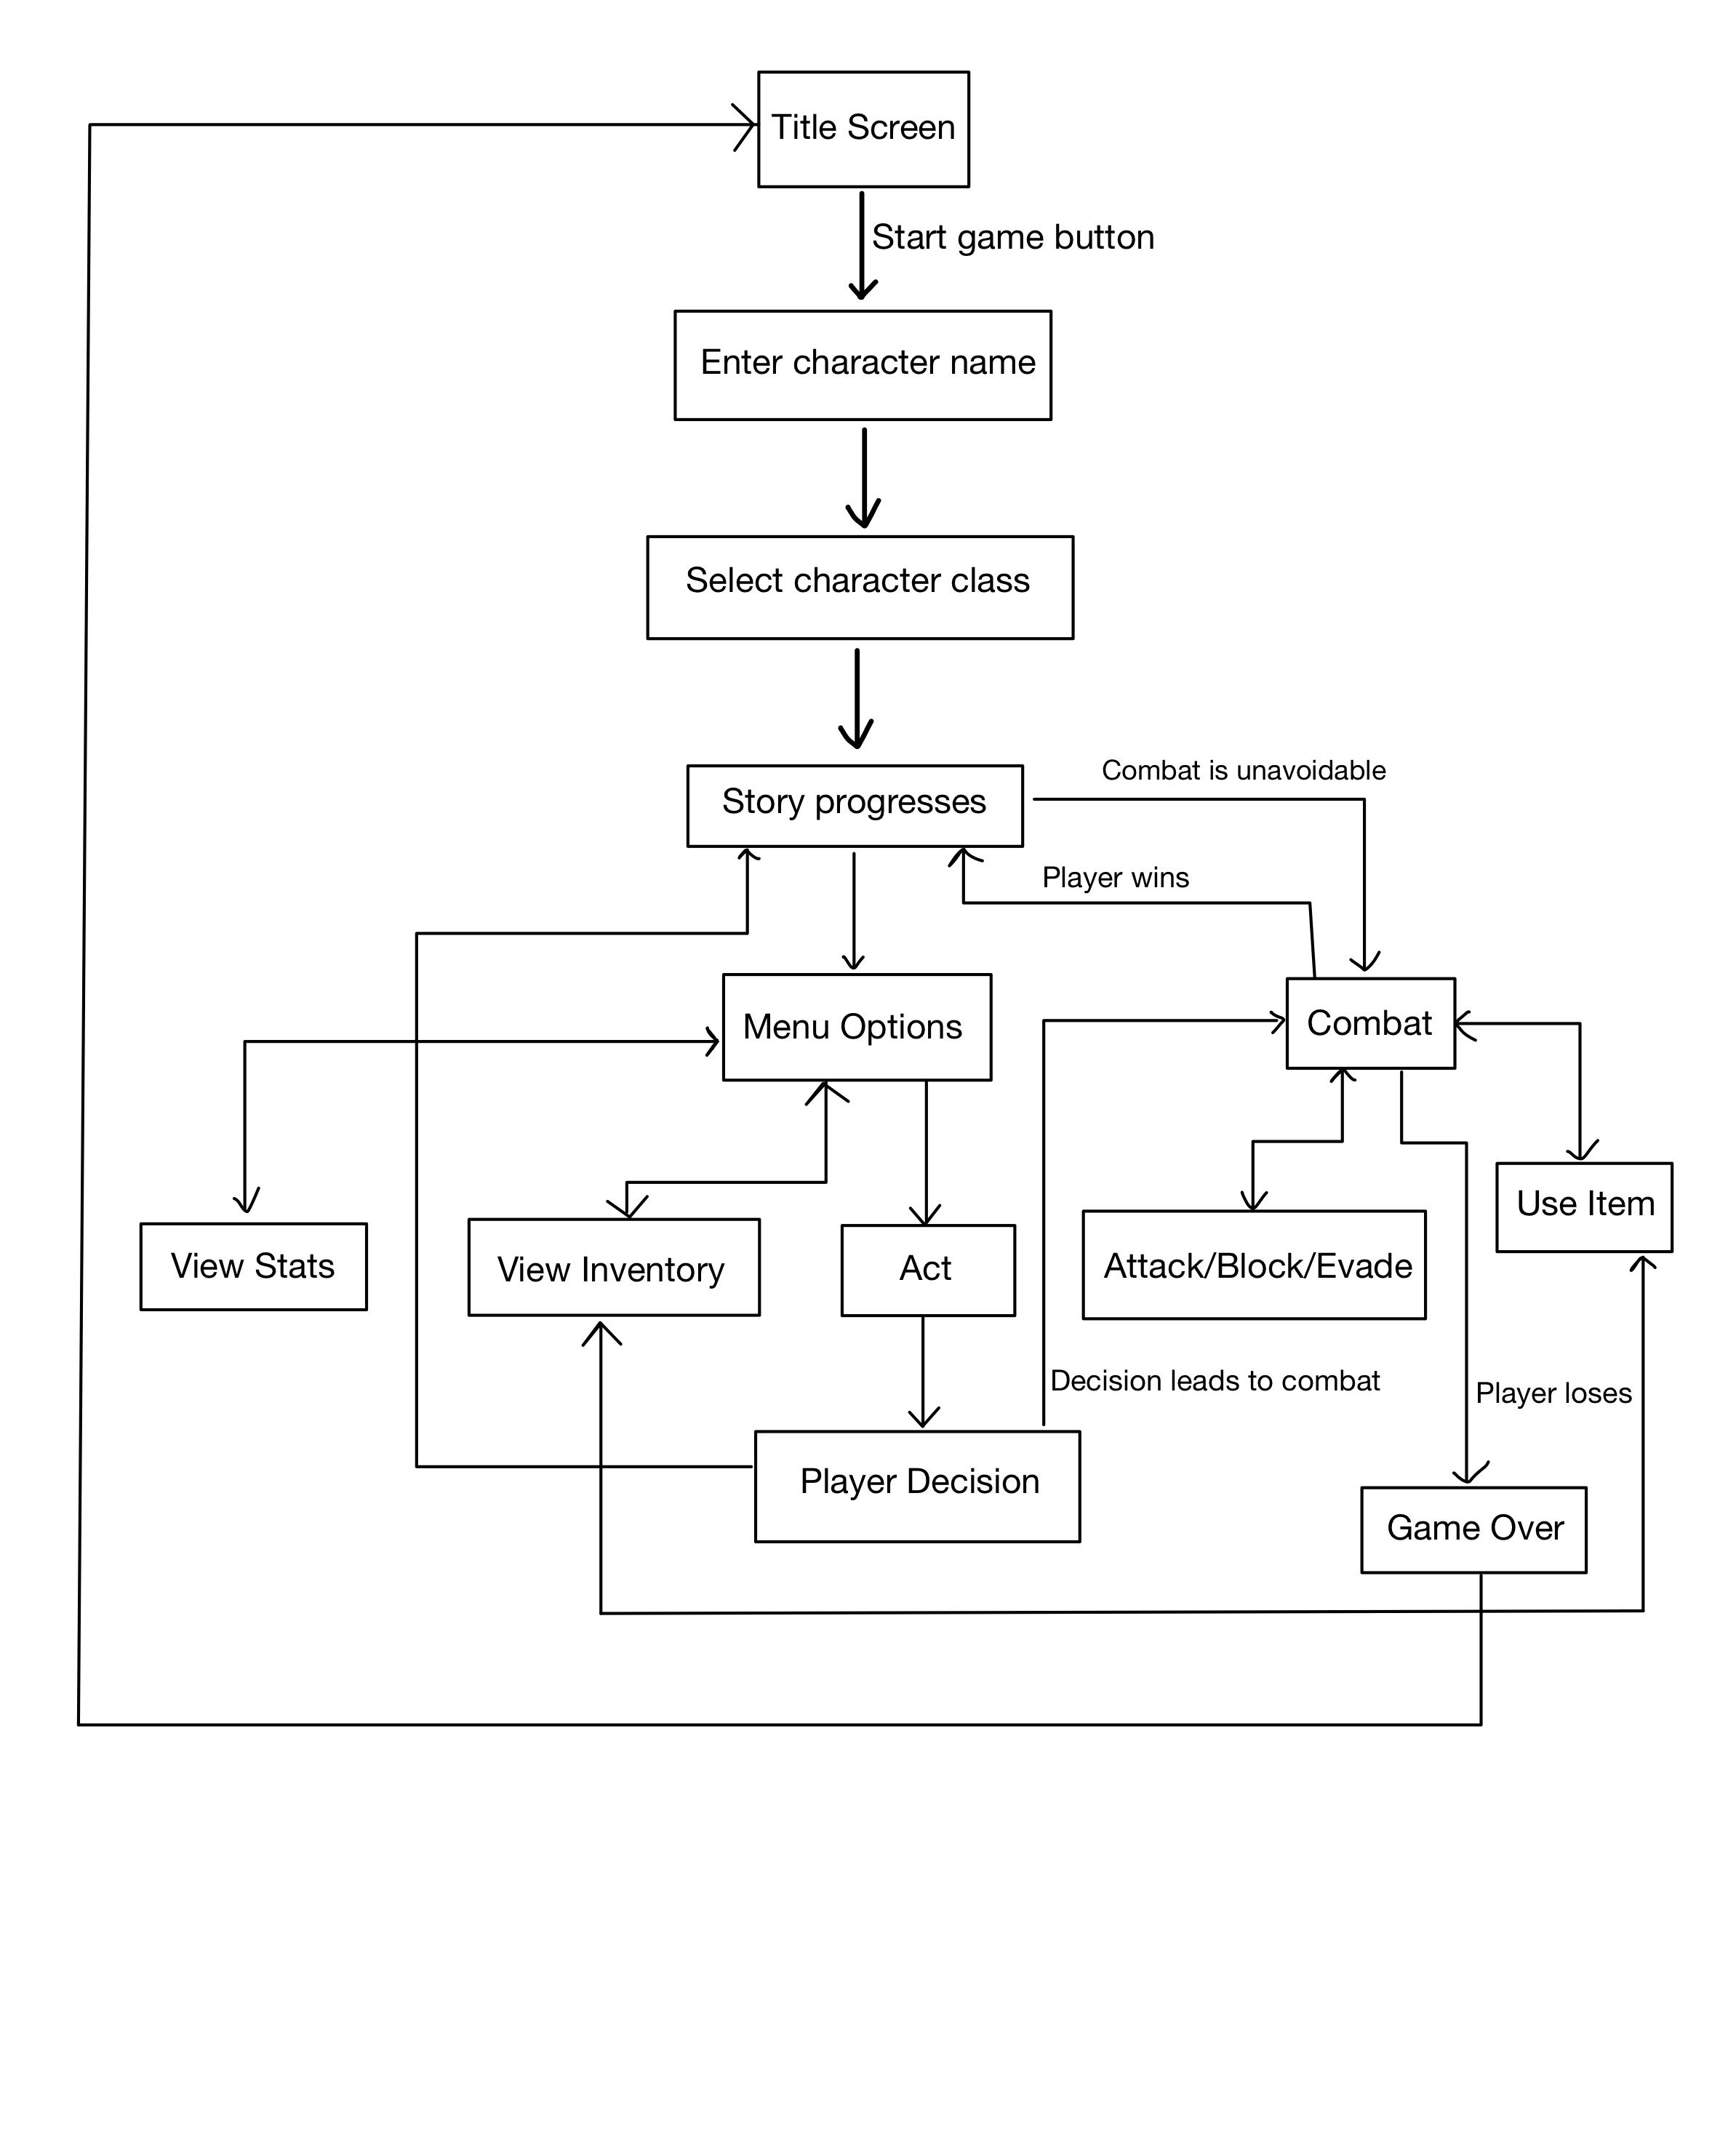 Title Screen
Start game button
Enter character name
Select character class
Story progresses
Combat is unavoidable
Player wins
Menu Options
Combat
View Stats
View Inventory
Act
Attack/Block/Evade
Use Item
Decision leads to combat
Player loses
Player Decision
Game Over